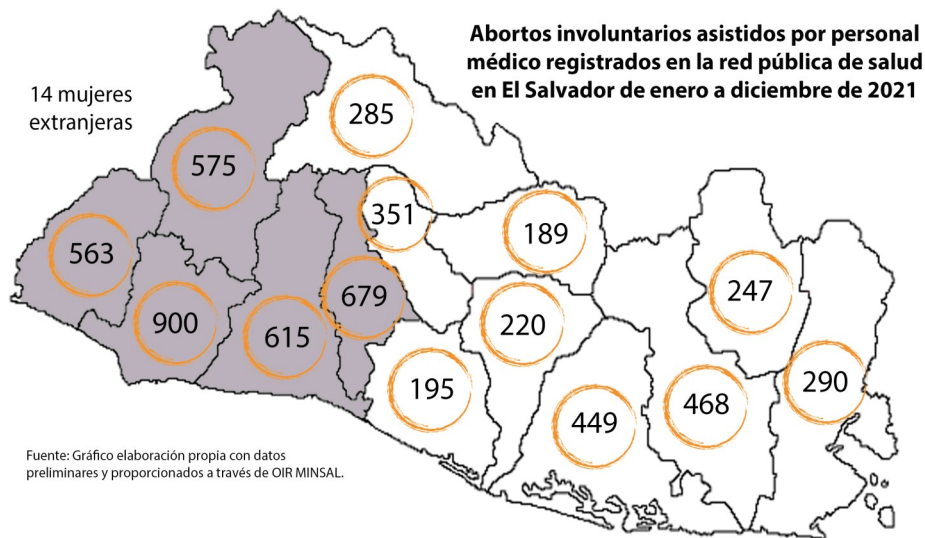 Abortos involuntarios asistidos por personal
médico registrados en la red pública de salud
en El Salvador de enero a diciembre de 2021
14 mujeres
extranjeras
285
575
351
189
563
679
247
900
615
220
195
449
468
290
Fuente: Gráfico elaboración propia con datos
preliminares y proporcionados a través de OIR MINSAL.